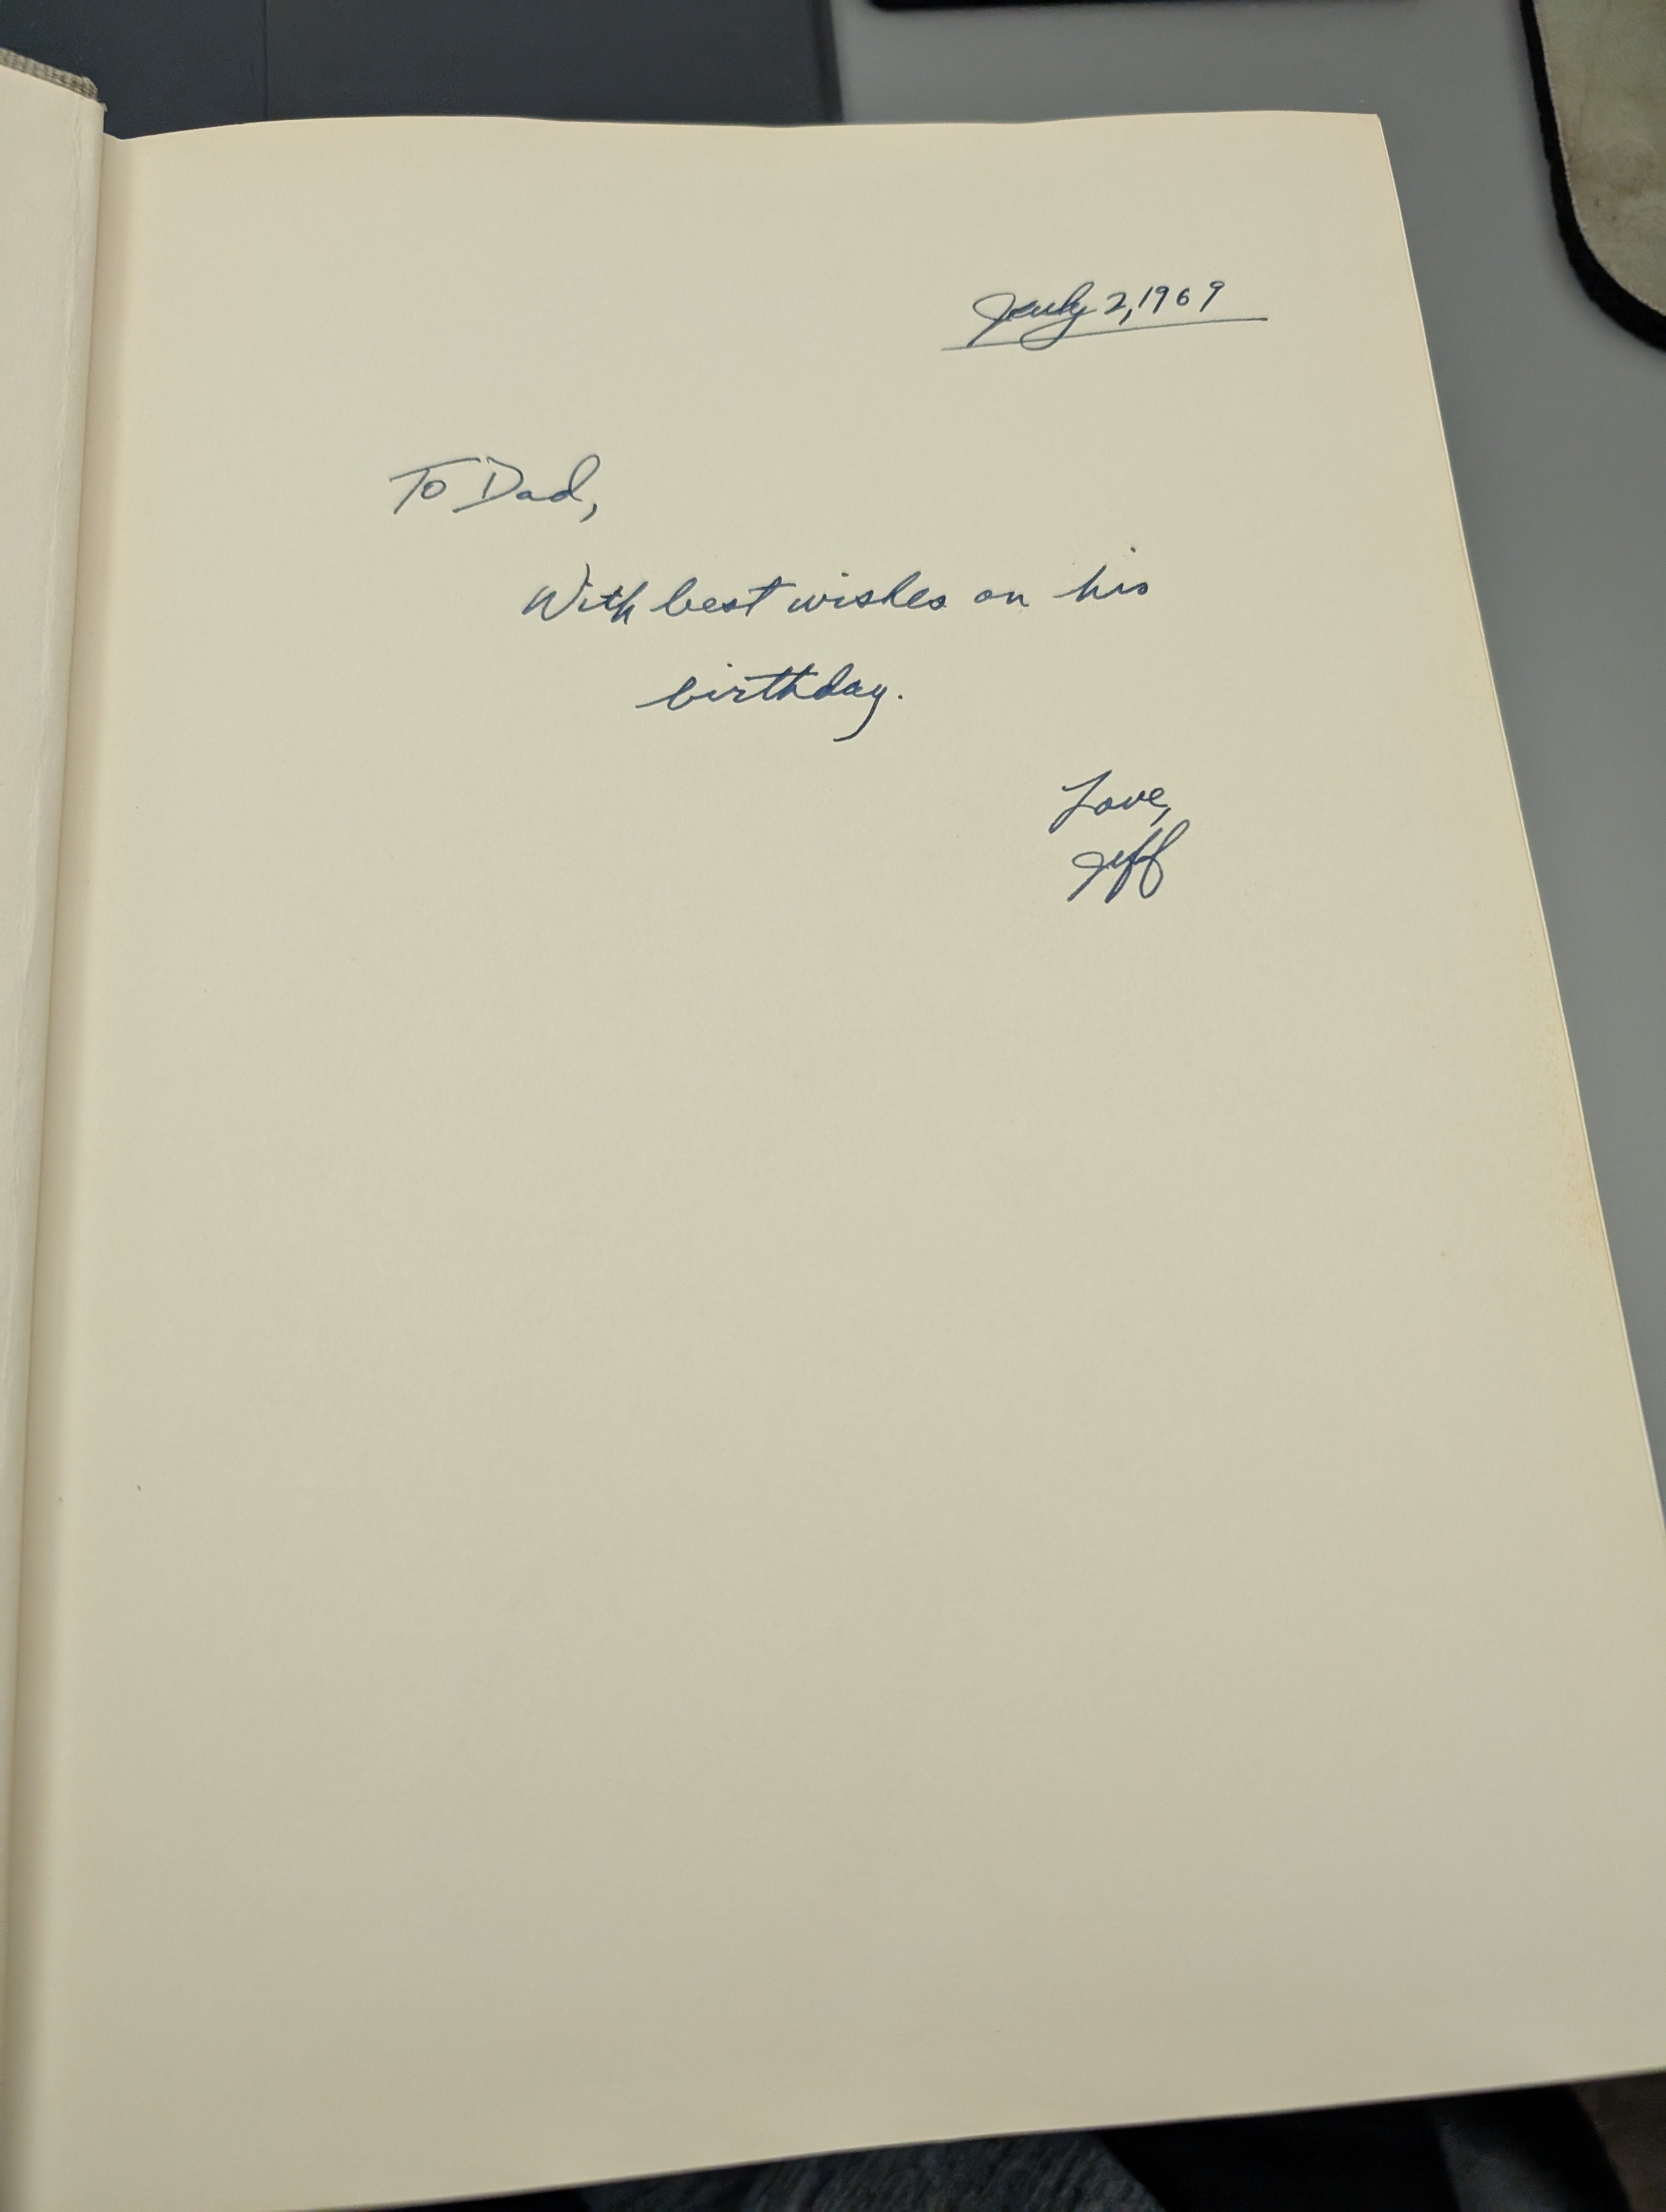 July 2, 1969
To Dad,
With best wishes on his
birthday.
Love,
Jeff